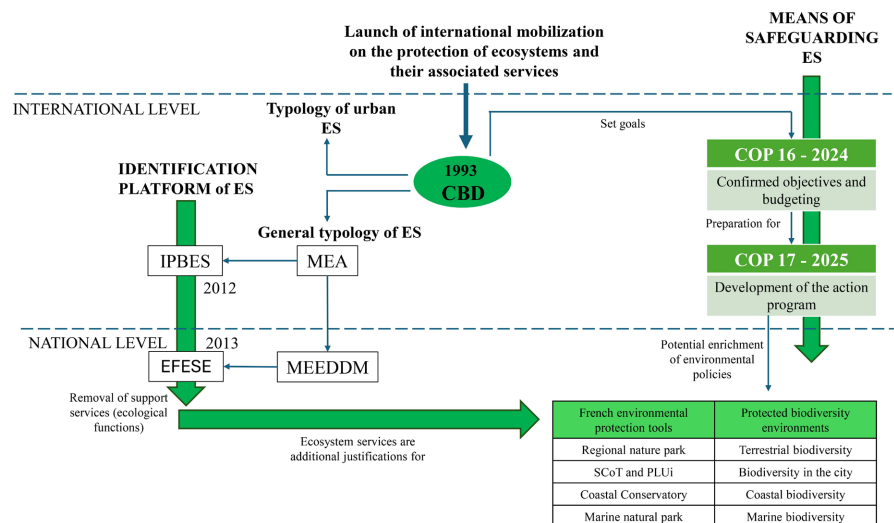 Launch of international mobilization
on the protection of ecosystems and
their associated services
MEANS OF
SAFEGUARDING
ES
INTERNATIONAL LEVEL
Typology of urban
ES
Set goals
1993
CBD
COP 16 - 2024
Confirmed objectives and
budgeting
IDENTIFICATION
PLATFORM of ES
Preparation for
General typology of ES
IPBES
MEA
COP 17 - 2025
Development of the action
program
2012
NATIONAL LEVEL
2013
EFESE
MEEDDM
Potential enrichment
of environmental
policies
Removal of support
services (ecological
functions)
Ecosystem services are
additional justifications for
French environmental
protection tools
Protected biodiversity
environments
Regional nature park
Terrestrial biodiversity
SCoT and PLUi
Biodiversity in the city
Coastal Conservatory
Coastal biodiversity
Marine natural park
Marine biodiversity